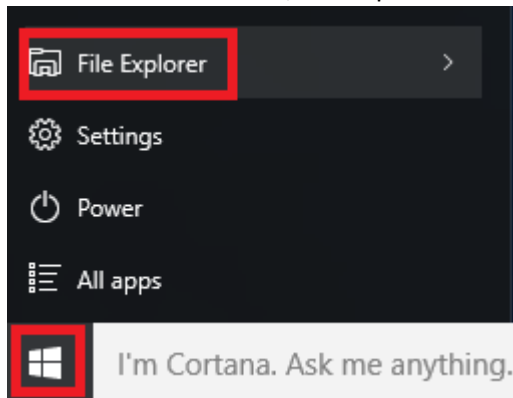 File Explorer
Settings
Power
All apps
I'm Cortana. Ask me anything.